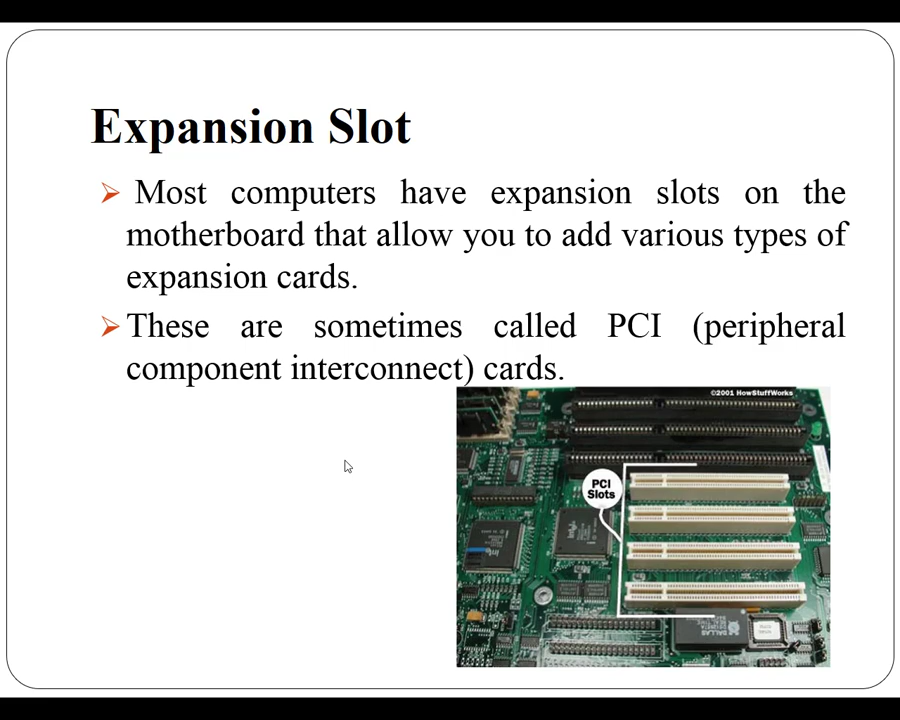 Expansion Slot
Most computers have expansion slots on the
motherboard that allow you to add various types of
expansion cards.
These are sometimes called PCI (peripheral
component interconnect) cards.
©2001 HowStuffWorks
PCI
Slots